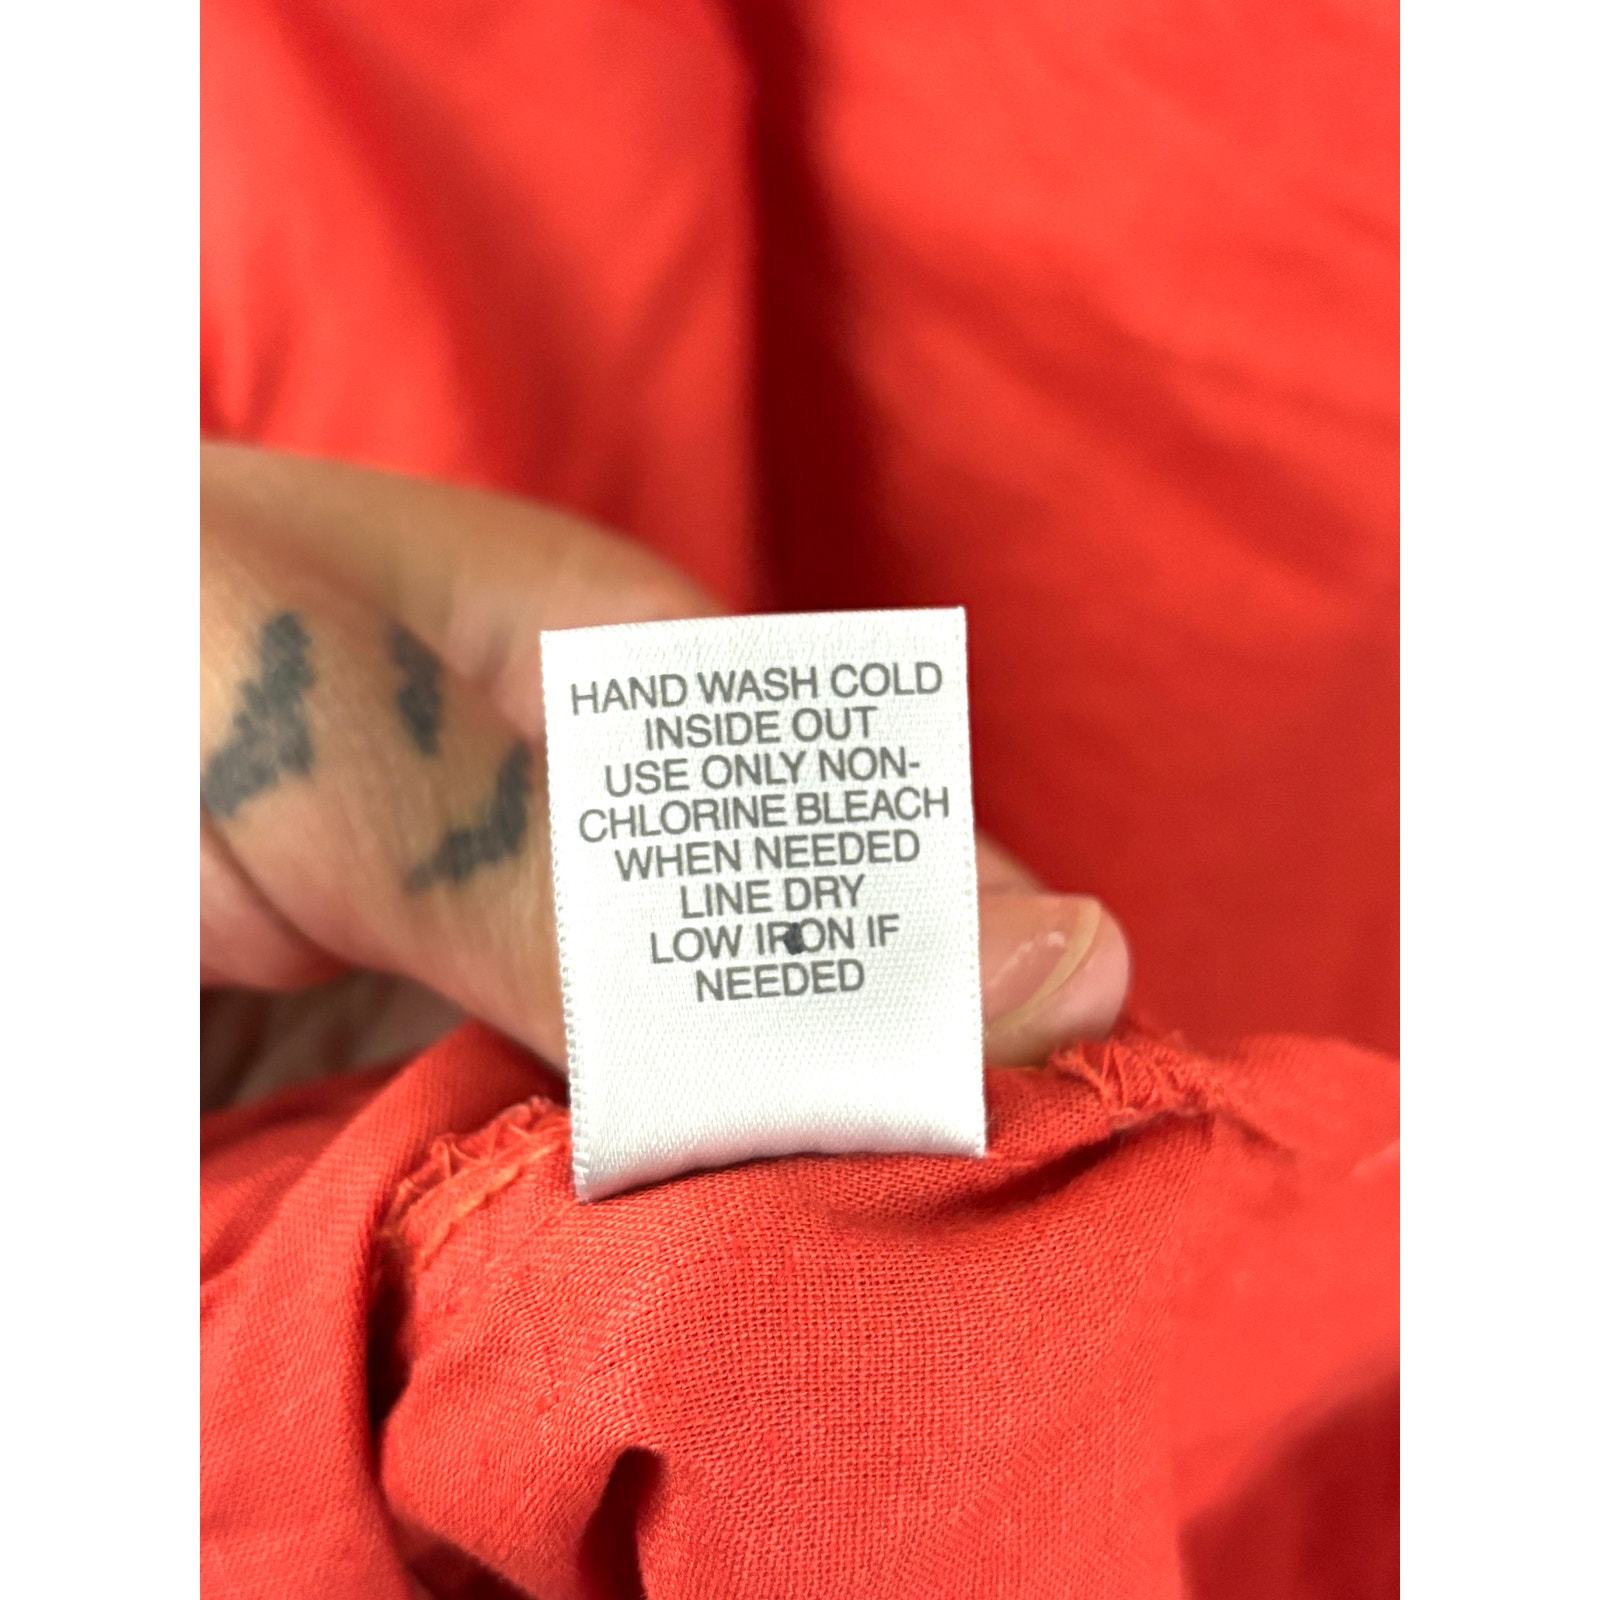 HAND WASH COLD
INSIDE OUT
USE ONLY NON-
CHLORINE BLEACH
WHEN NEEDED
LINE DRY
LOW IRON IF
NEEDED